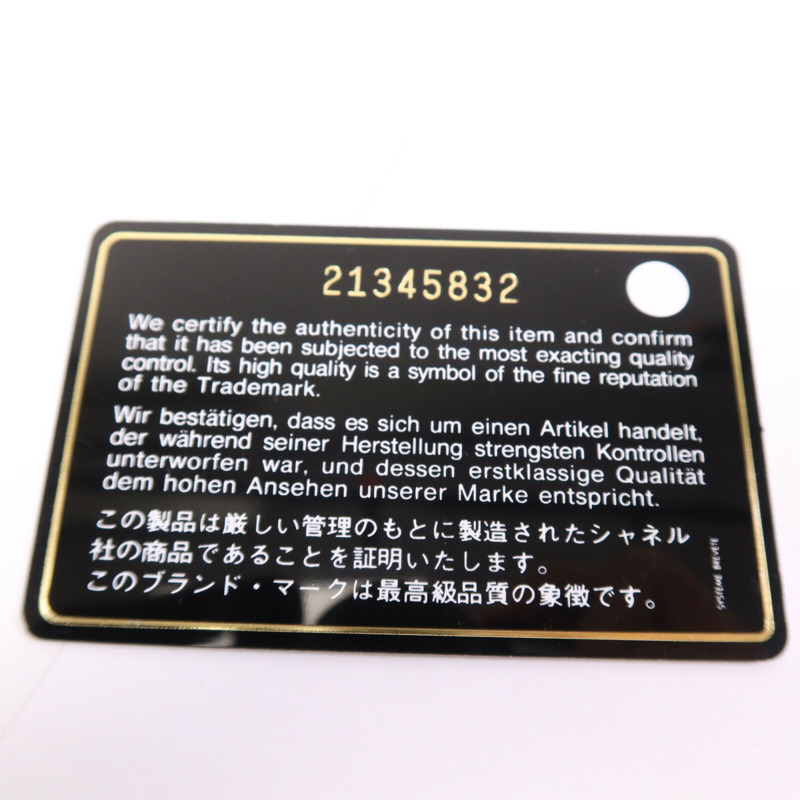 21345832
We certify the authenticity of this item and confirm
that it has been subjected to the most exacting quality
control. Its high quality is a symbol of the fine reputation
of the Trademark.
Wir bestätigen, dass es sich um einen Artikel handelt,
der während seiner Herstellung strengsten Kontrollen
unterworfen war, und dessen erstklassige Qualität
dem hohen Ansehen unserer Marke entspricht.
この製品は厳しい管理のもとに製造されたシャネル
社の商品であることを証明いたします。
このブランド・マークは最高級品質の象徴です。
SYSTEME BREVETE